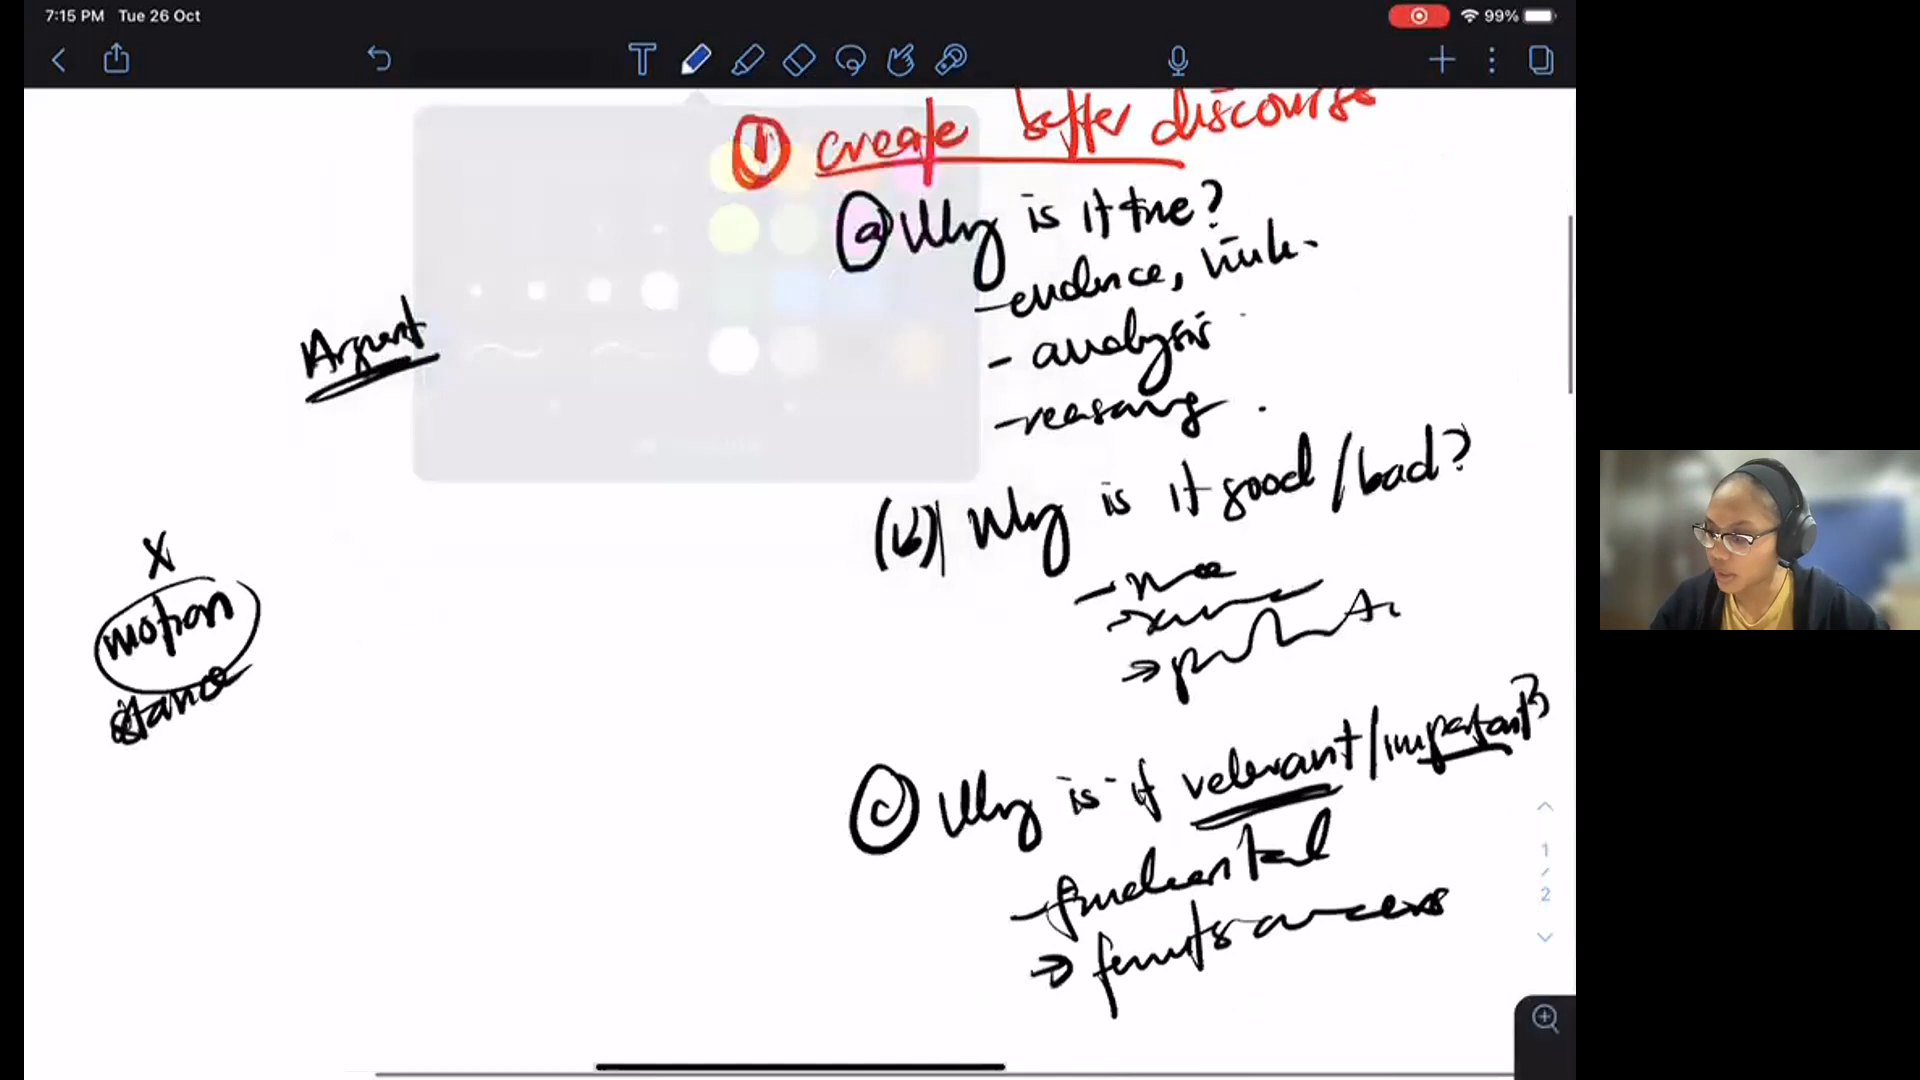 7:15 PM Tue 26 Oct
99%
① create better discourse
ⓐ Why is it true?
- evidence,
- analysis
- reasoning
Argument
(b) Why is it good/bad?
X
motion
stance
ⓒ Why is it relevant/important?
- fundamental
→
1
/
2